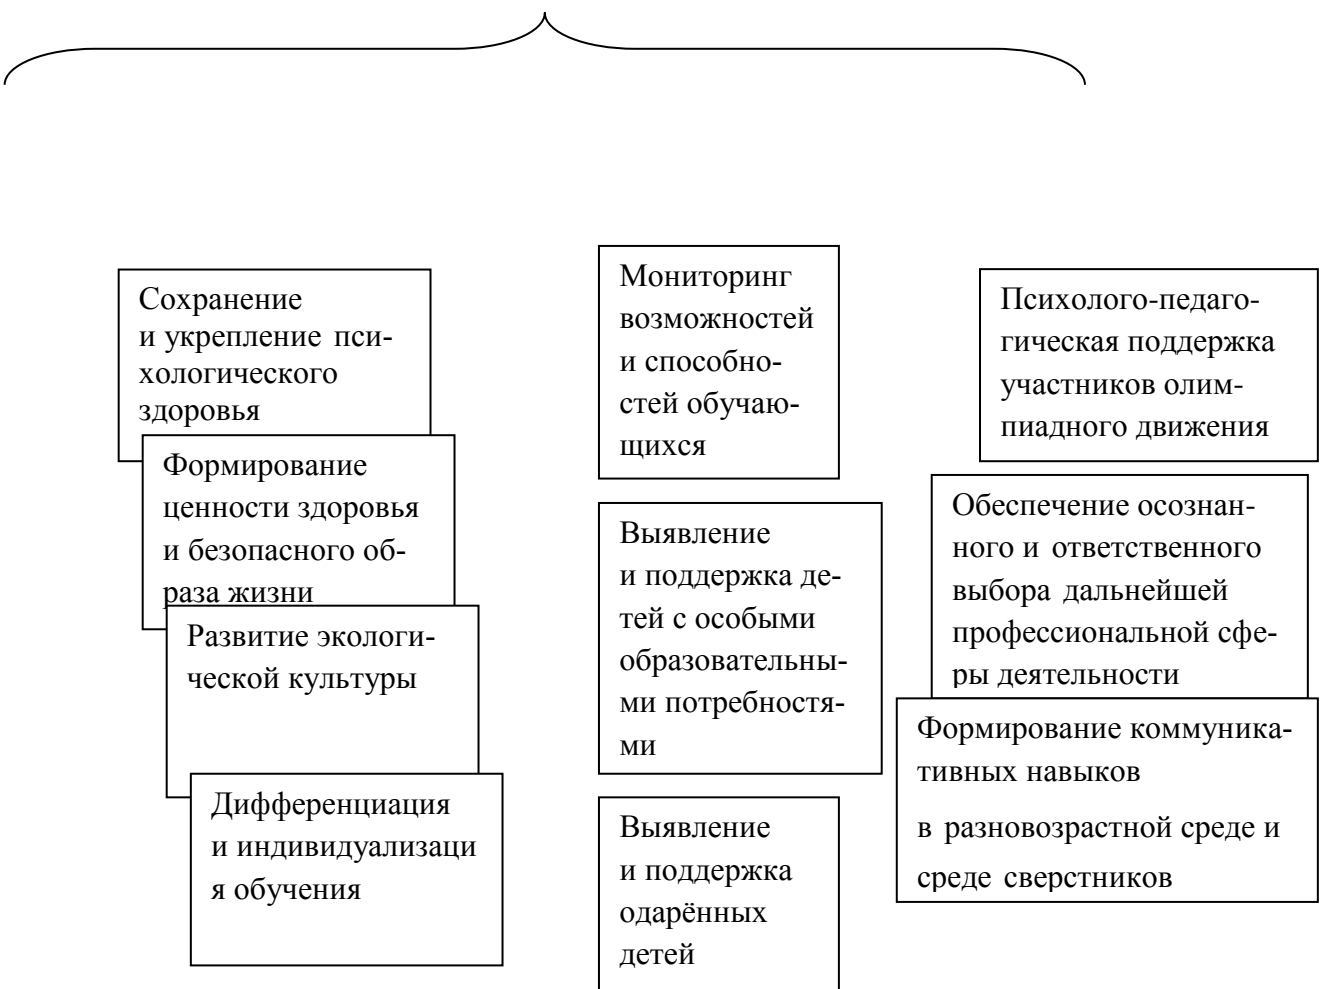 Сохранение
и укрепление пси-
хологического
здоровья
Формирование
ценности здоровья
и безопасного об-
раза жизни
Развитие экологи-
ческой культуры
Дифференциация
и индивидуализаци
я обучения
Мониторинг
возможностей
и способно-
стей обучаю-
щихся
Выявление
и поддержка де-
тей с особыми
образовательны-
ми потребностя-
ми
Выявление
и поддержка
одарённых
детей
Психолого-педаго-
гическая поддержка
участников олим-
пиадного движения
Обеспечение осознан-
ного и ответственного
выбора дальнейшей
профессиональной сфе-
ры деятельности
Формирование коммуника-
тивных навыков
в разновозрастной среде и
среде сверстников